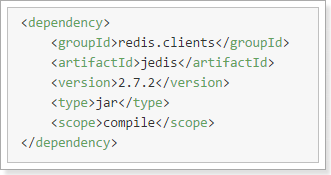 <dependency>
    <groupId>redis.clients</groupId>
    <artifactId>jedis</artifactId>
    <version>2.7.2</version>
    <type>jar</type>
    <scope>compile</scope>
</dependency>